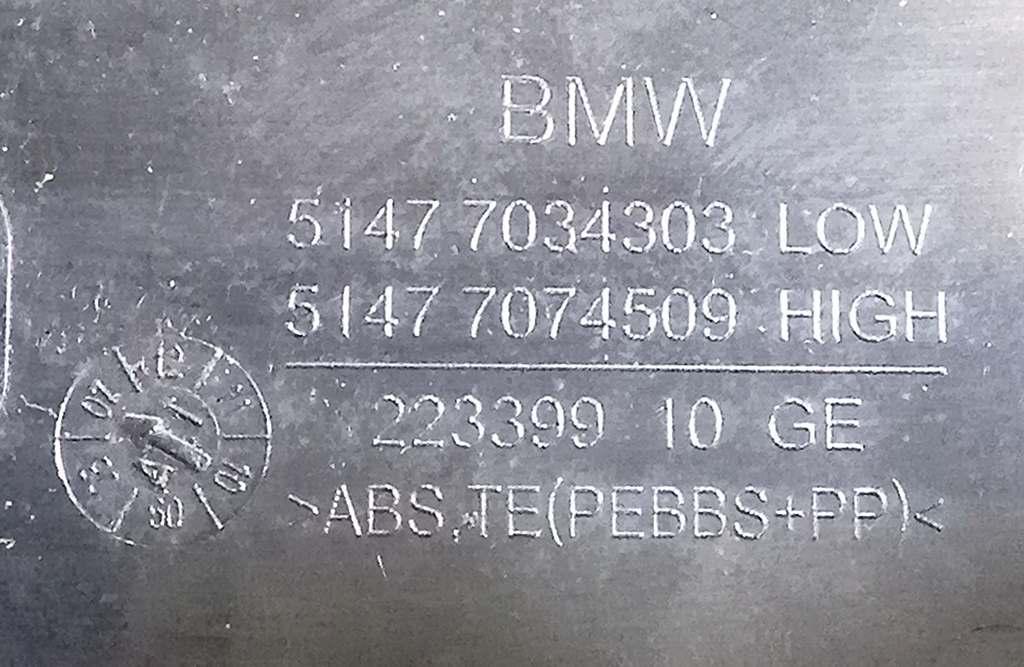 BMW
5147 7034303 LOW
5147 7074509 HIGH
223399 10 GE
>ABS,TE(PEBBS+PP)<